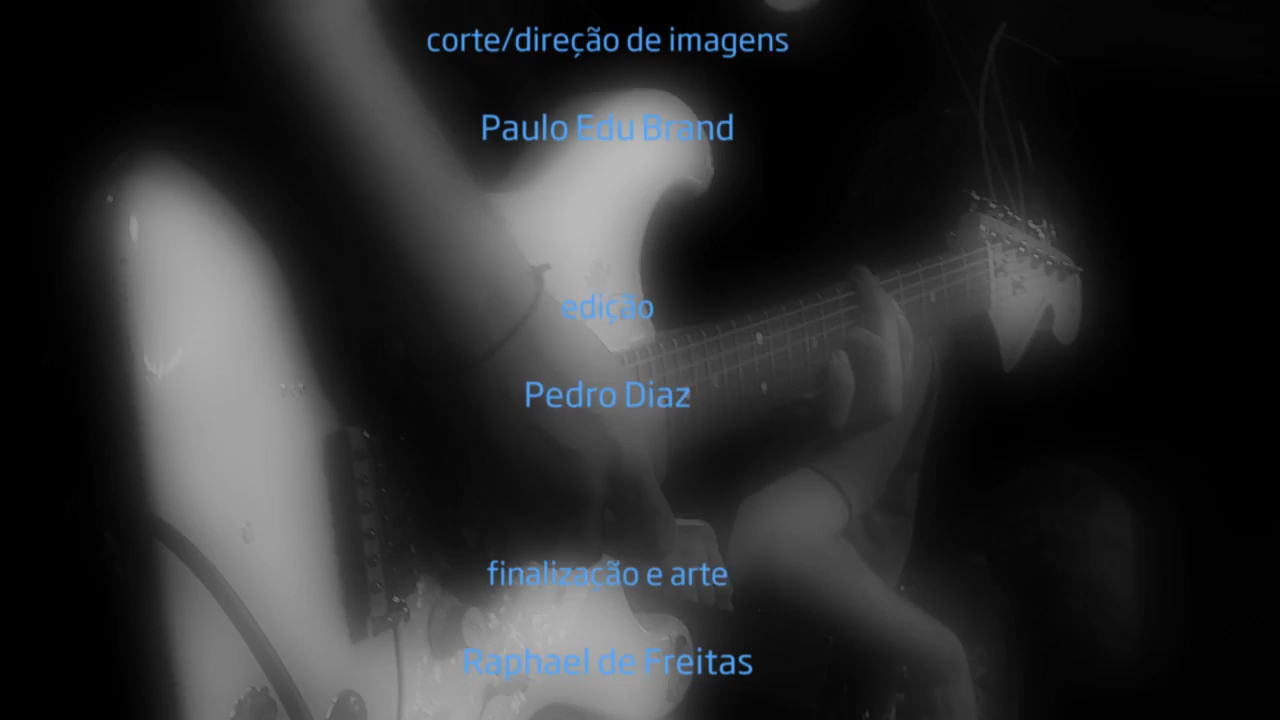 corte/direção de imagens
Paulo Edu Brand
edição
Pedro Diaz
finalização e arte
Raphael de Freitas